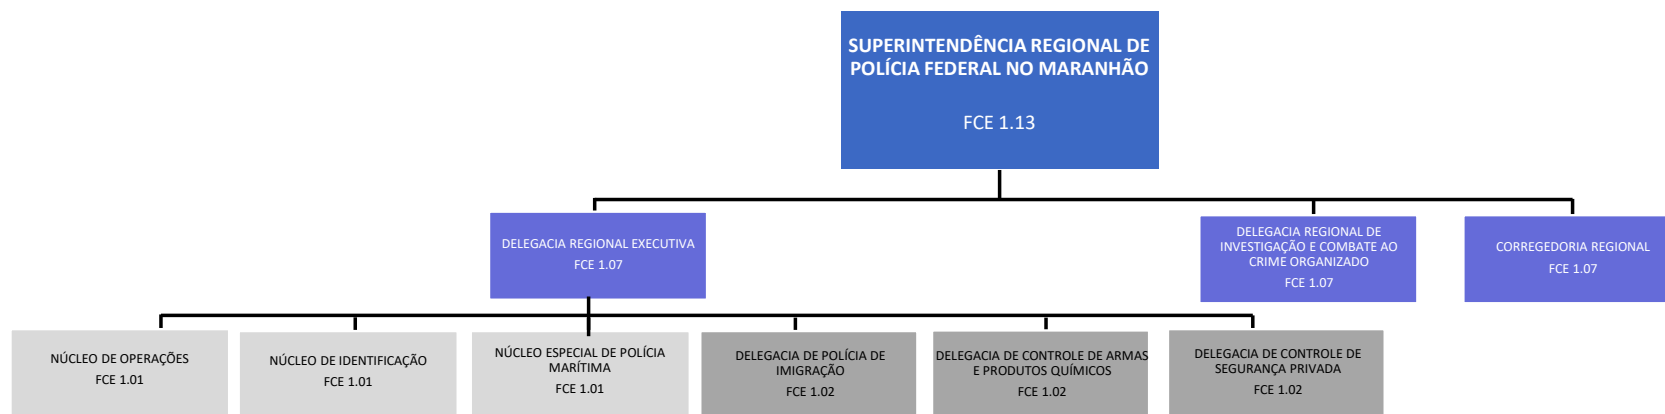 SUPERINTENDÊNCIA REGIONAL DE
POLÍCIA FEDERAL NO MARANHÃO
FCE 1.13
DELEGACIA REGIONAL EXECUTIVA
FCE 1.07
DELEGACIA REGIONAL DE
INVESTIGAÇÃO E COMBATE AO
CRIME ORGANIZADO
FCE 1.07
CORREGEDORIA REGIONAL
FCE 1.07
NÚCLEO DE OPERAÇÕES
FCE 1.01
NÚCLEO DE IDENTIFICAÇÃO
FCE 1.01
NÚCLEO ESPECIAL DE POLÍCIA
MARÍTIMA
FCE 1.01
DELEGACIA DE POLÍCIA DE
IMIGRAÇÃO
FCE 1.02
DELEGACIA DE CONTROLE DE ARMAS
E PRODUTOS QUÍMICOS
FCE 1.02
DELEGACIA DE CONTROLE DE
SEGURANÇA PRIVADA
FCE 1.02